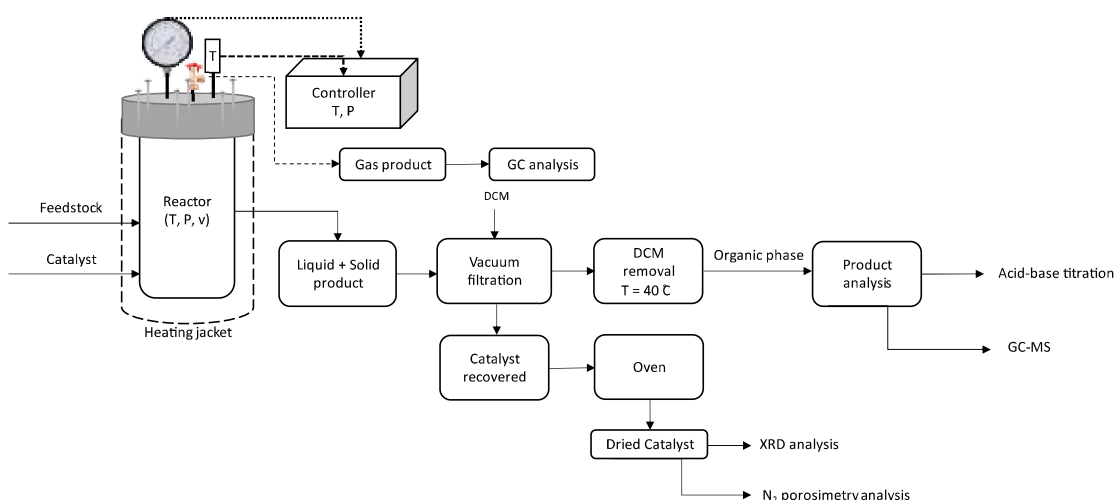 T
Controller
T, P
Gas product
GC analysis
DCM
Reactor
(T, P, v)
Feedstock
Catalyst
Liquid + Solid
product
Vacuum
filtration
DCM
removal
T = 40 ̊C
Organic phase
Product
analysis
Acid-base titration
Heating jacket
GC-MS
Catalyst
recovered
Oven
Dried Catalyst
XRD analysis
N₂ porosimetry analysis